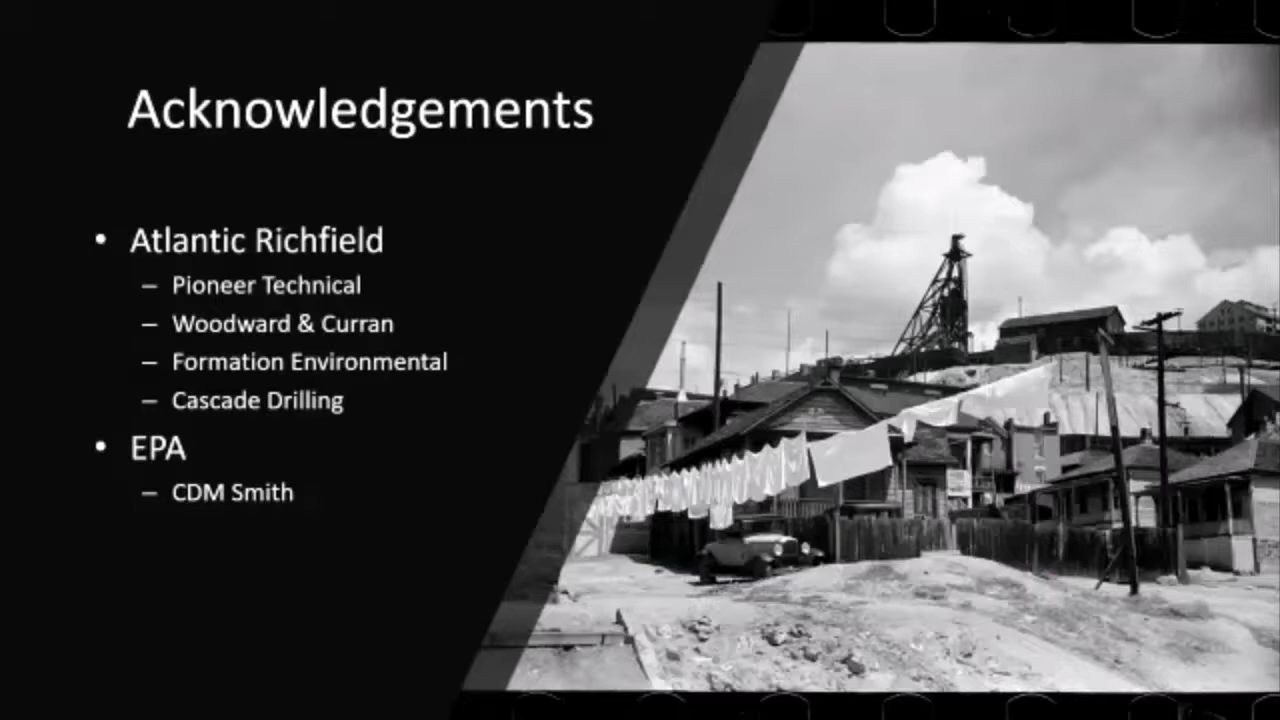 Acknowledgements
• Atlantic Richfield
– Pioneer Technical
– Woodward & Curran
– Formation Environmental
– Cascade Drilling
• EPA
– CDM Smith